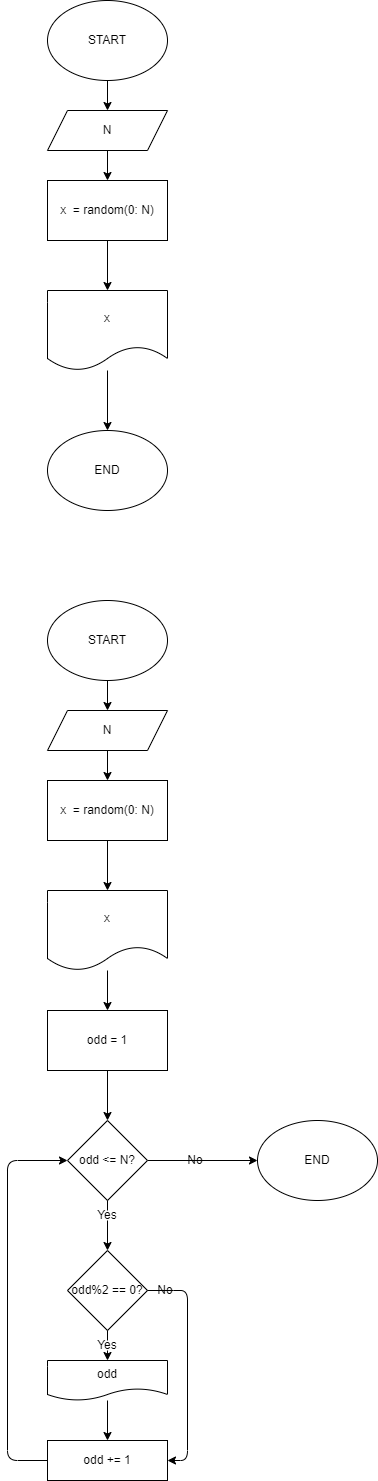 START
N
x = random(0: N)
x
END
START
N
x = random(0: N)
x
odd = 1
odd <= N?
No
END
Yes
odd%2 == 0?
No
Yes
odd
odd += 1